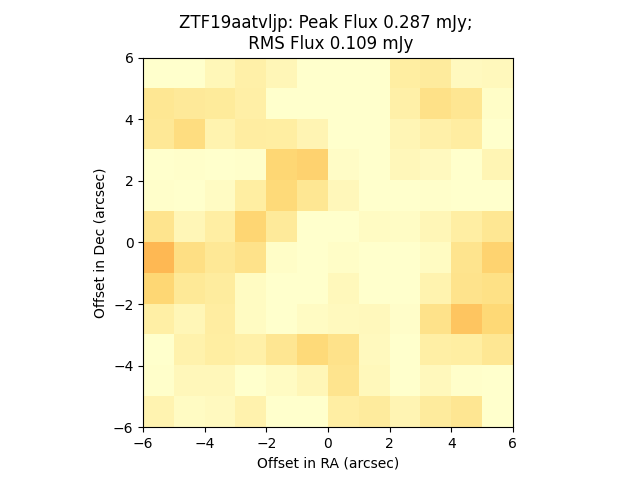 ZTF19aatvljp: Peak Flux 0.287 mJy;
RMS Flux 0.109 mJy
6
4
2
0
−2
−4
−6
Offset in Dec (arcsec)
−6 −4 −2 0 2 4 6
Offset in RA (arcsec)